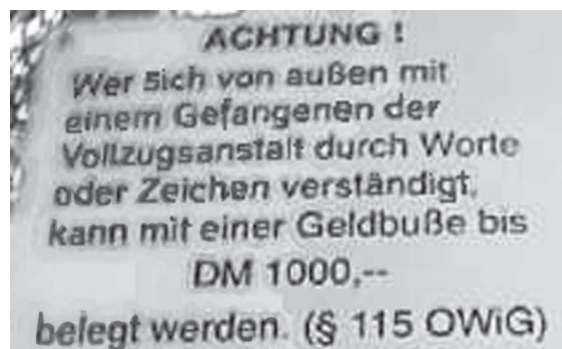 ACHTUNG !
Wer sich von außen mit
einem Gefangenen der
Vollzugsanstalt durch Worte
oder Zeichen verständigt,
kann mit einer Geldbuße bis
DM 1000,--
belegt werden. (§ 115 OWiG)